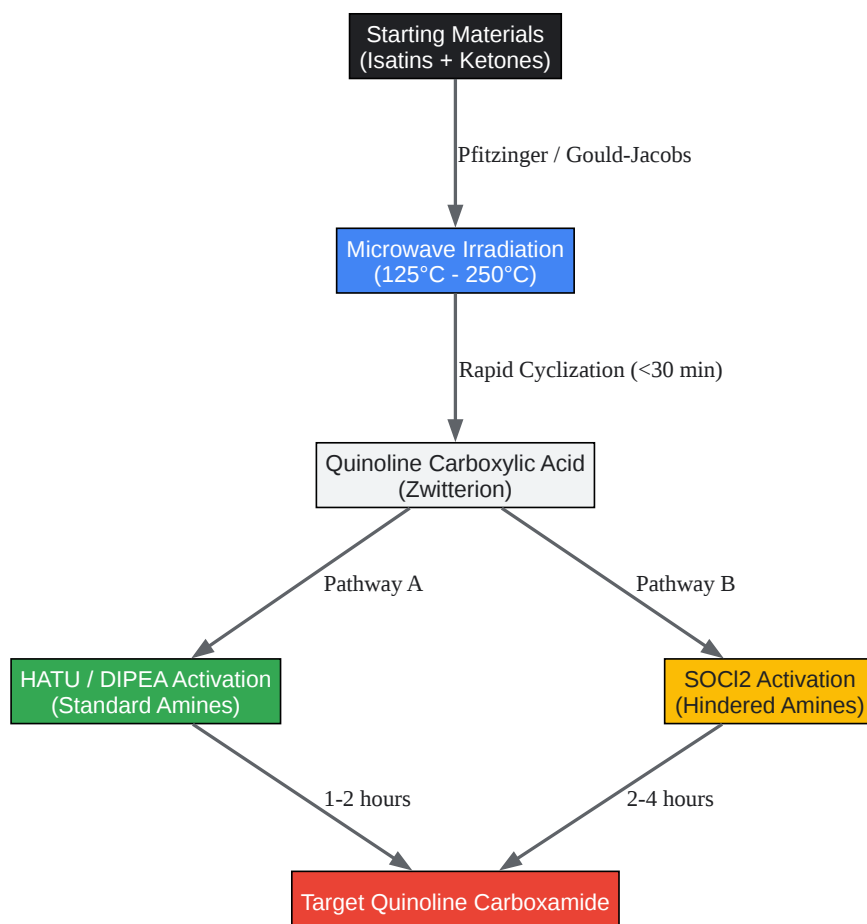 Starting Materials
(Isatins + Ketones)
Pfitzinger / Gould-Jacobs
Microwave Irradiation
(125°C - 250°C)
Rapid Cyclization (<30 min)
Quinoline Carboxylic Acid
(Zwitterion)
Pathway A
Pathway B
HATU / DIPEA Activation
(Standard Amines)
SOCl2 Activation
(Hindered Amines)
1-2 hours
2-4 hours
Target Quinoline Carboxamide